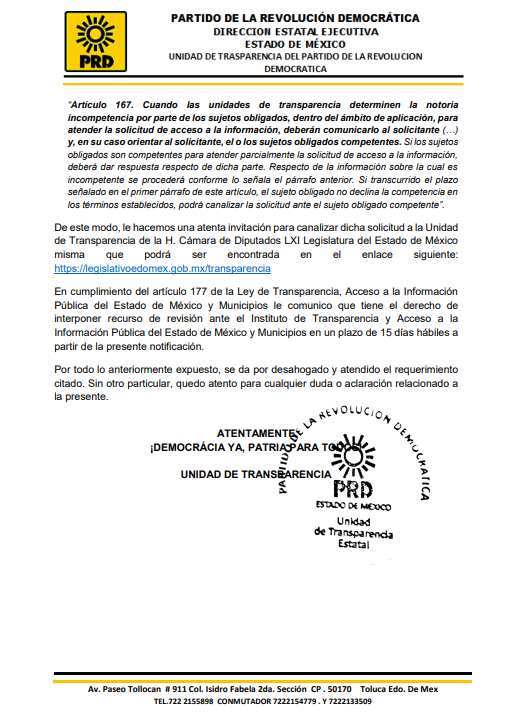 PRD
PARTIDO DE LA REVOLUCIÓN DEMOCRÁTICA
DIRECCION ESTATAL EJECUTIVA
ESTADO DE MÉXICO
UNIDAD DE TRASPARENCIA DEL PARTIDO DE LA REVOLUCION
DEMOCRATICA
"Artículo 167. Cuando las unidades de transparencia determinen la notoria
incompetencia por parte de los sujetos obligados, dentro del ámbito de aplicación, para
atender la solicitud de acceso a la información, deberán comunicarlo al solicitante (...)
y, en su caso orientar al solicitante, el o los sujetos obligados competentes. Si los sujetos
obligados son competentes para atender parcialmente la solicitud de acceso a la información,
deberá dar respuesta respecto de dicha parte. Respecto de la información sobre la cual es
incompetente se procederá conforme lo señala el párrafo anterior. Si transcurrido el plazo
señalado en el primer párrafo de este artículo, el sujeto obligado no declina la competencia en
los términos establecidos, podrá canalizar la solicitud ante el sujeto obligado competente".
De este modo, le hacemos una atenta invitación para canalizar dicha solicitud a la Unidad
de Transparencia de la H. Cámara de Diputados LXI Legislatura del Estado de México
misma que podrá ser encontrada en el enlace siguiente:
https://legislativoedomex.gob.mx/transparencia
En cumplimiento del artículo 177 de la Ley de Transparencia, Acceso a la Información
Pública del Estado de México y Municipios le comunico que tiene el derecho de
interponer recurso de revisión ante el Instituto de Transparencia y Acceso a la
Información Pública del Estado de México y Municipios en un plazo de 15 días hábiles a
partir de la presente notificación.
Por todo lo anteriormente expuesto, se da por desahogado y atendido el requerimiento
citado. Sin otro particular, quedo atento para cualquier duda o aclaración relacionado a
la presente.
ATENTAMENTE
¡DEMOCRÁCIA YA, PATRIA PARA TODOS!
UNIDAD DE TRANSPARENCIA
PARTIDO DE LA REVOLUCION DEMOCRATICA
PRD
ESTADO DE MEXICO
Unidad
de Transparencia
Estatal
Av. Paseo Tollocan # 911 Col. Isidro Fabela 2da. Sección CP . 50170 Toluca Edo. De Mex
TEL.722 2155898 CONMUTADOR 7222154779 . Y 7222133509